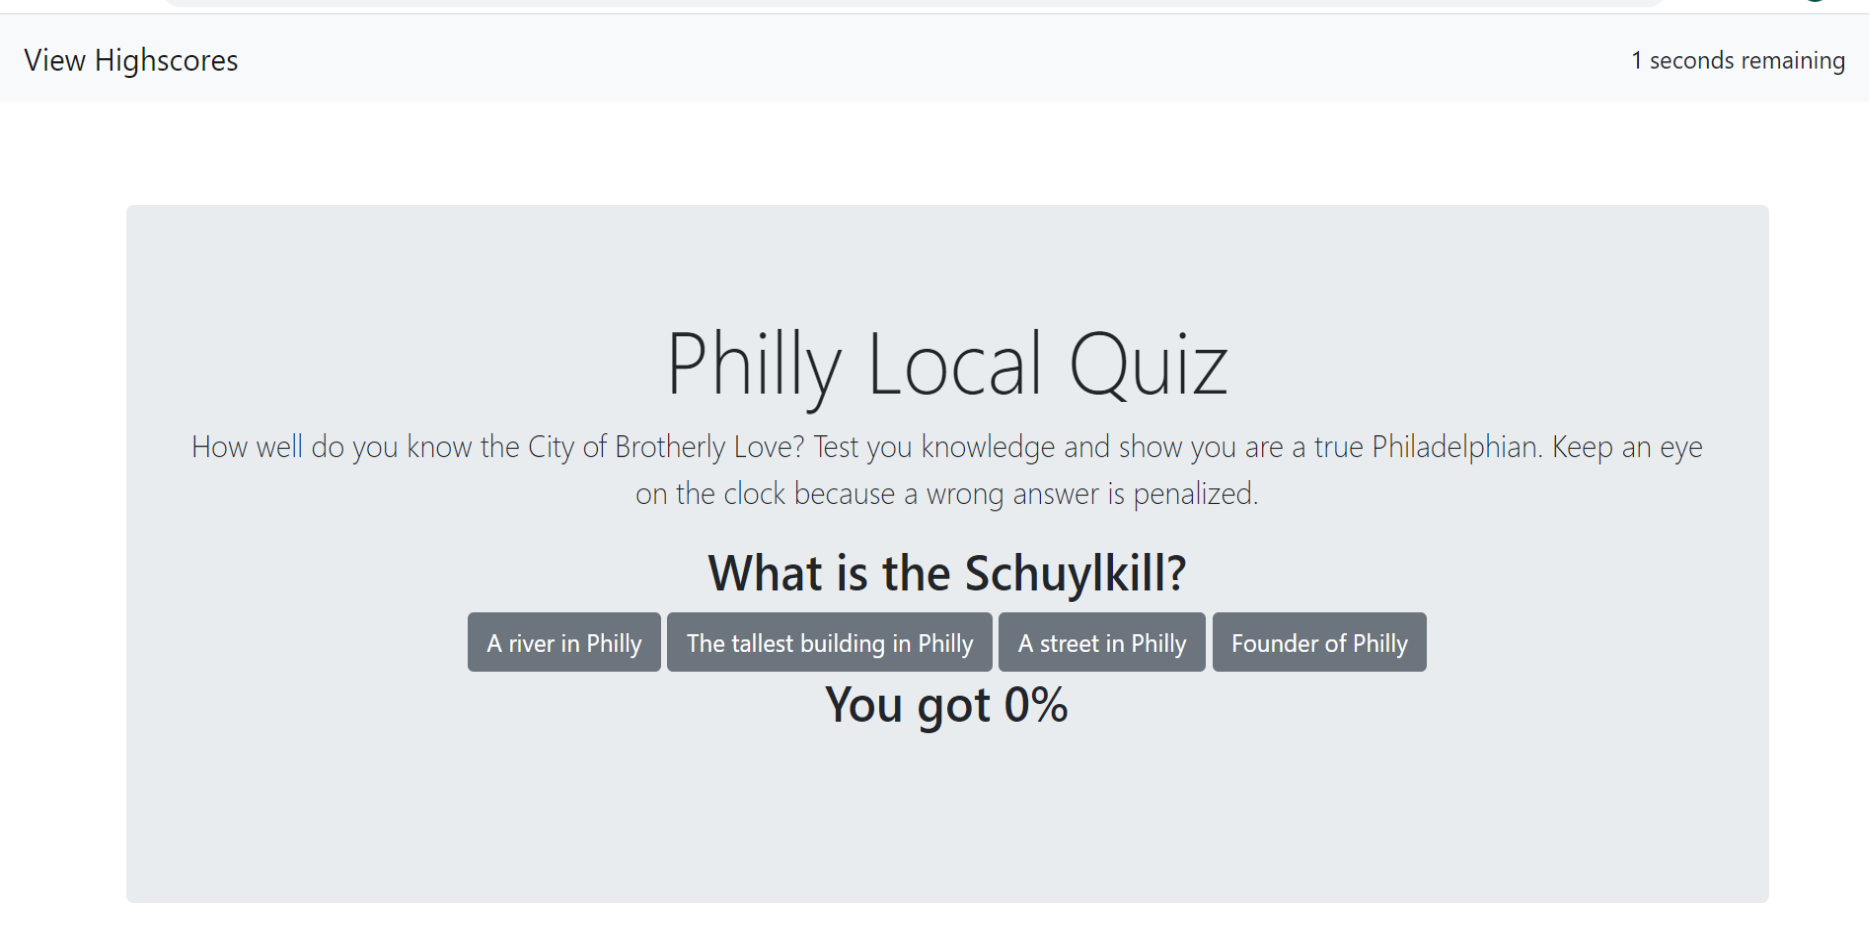 View Highscores
1 seconds remaining
Philly Local Quiz
How well do you know the City of Brotherly Love? Test you knowledge and show you are a true Philadelphian. Keep an eye
on the clock because a wrong answer is penalized.
What is the Schuylkill?
A river in Philly
The tallest building in Philly
A street in Philly
Founder of Philly
You got 0%